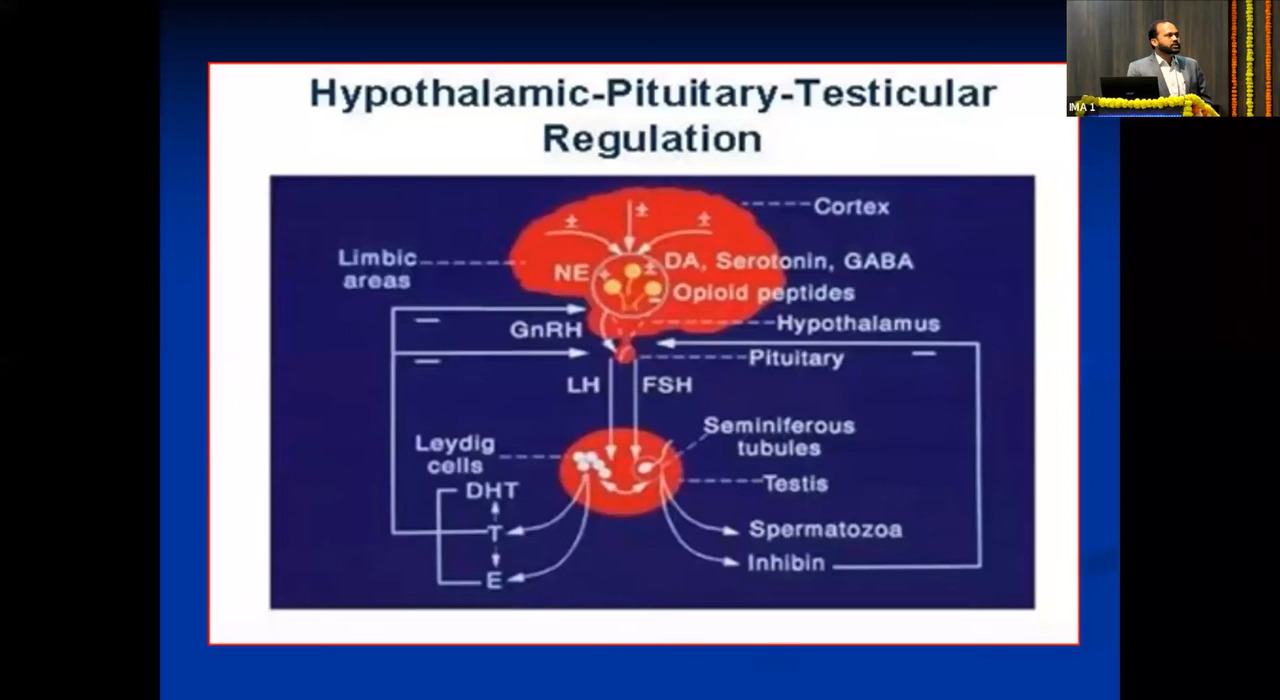 Hypothalamic-Pituitary-Testicular
Regulation
IMA 1
Cortex
Limbic
areas
± ± ±
NE + ± DA, Serotonin, GABA
− Opioid peptides
Hypothalamus
GnRH
−
Pituitary
− −
LH FSH
Seminiferous
tubules
Leydig
cells
Testis
DHT
T
Spermatozoa
Inhibin
E